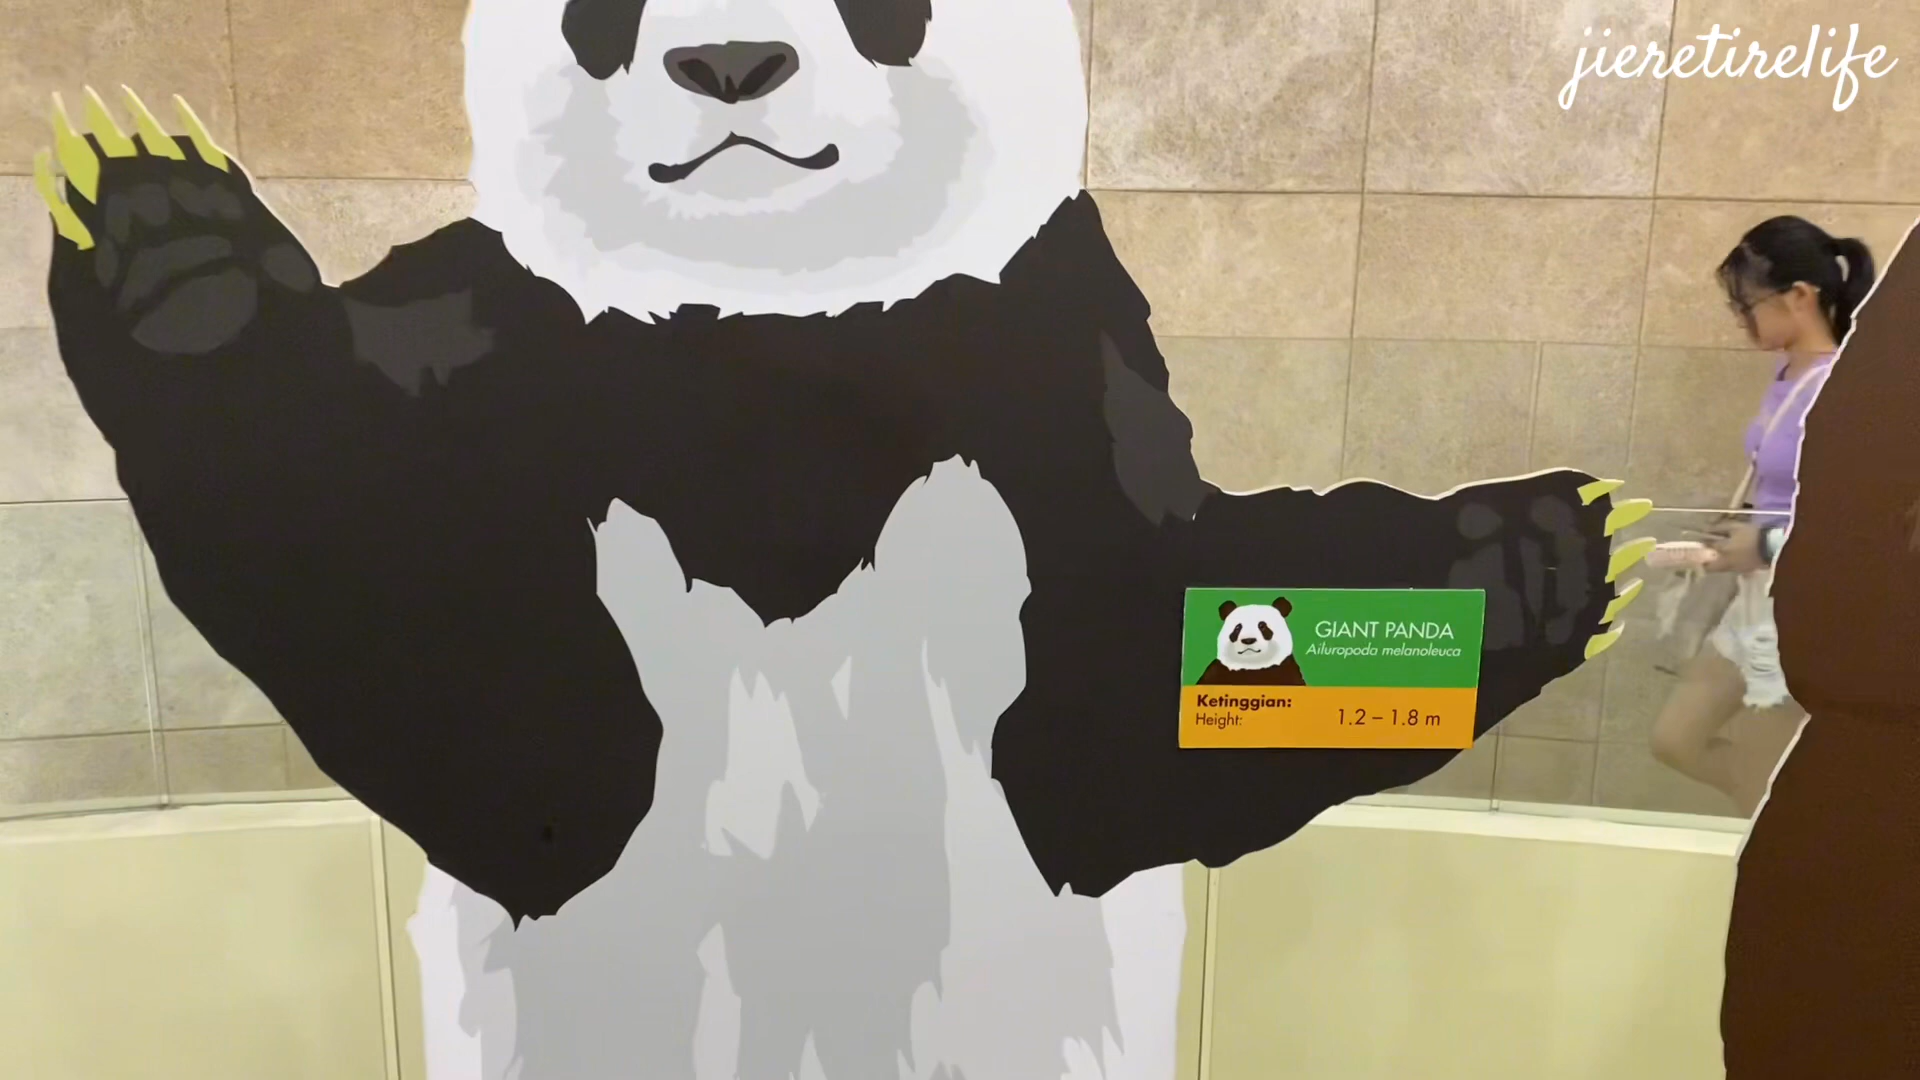 jieretirelife
GIANT PANDA
Ailuropoda melanoleuca
Ketinggian:
Height:
1.2 – 1.8 m